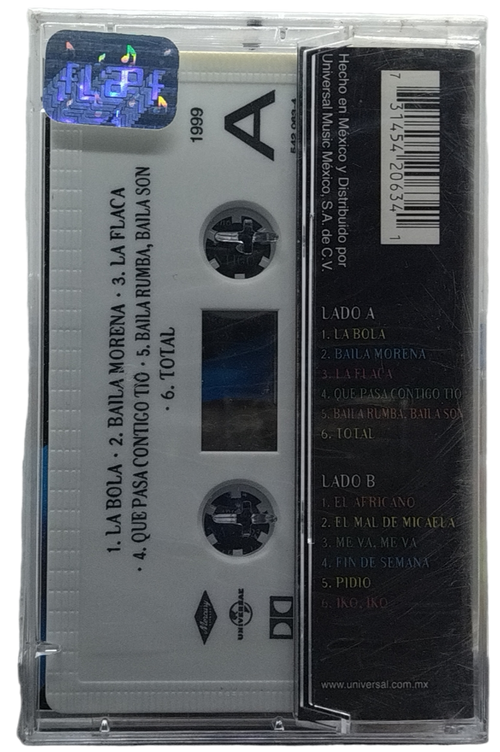 FLAPF
A
1999
1. LA BOLA · 2. BAILA MORENA · 3. LA FLACA
· 4. QUE PASA CONTIGO TIO · 5. BAILA RUMBA, BAILA SON
· 6. TOTAL
Mercury
UNIVERSAL
Hecho en México y Distribuido por
Universal Music México, S.A. de C.V.
7 31454 20634 1
LADO A
1. LA BOLA
2. BAILA MORENA
3. LA FLACA
4. QUE PASA CONTIGO TIO
5. BAILA RUMBA, BAILA SON
6. TOTAL
LADO B
1. EL AFRICANO
2. EL MAL DE MICAELA
3. ME VA, ME VA
4. FIN DE SEMANA
5. PIDIO
6. IKO, IKO
www.universal.com.mx